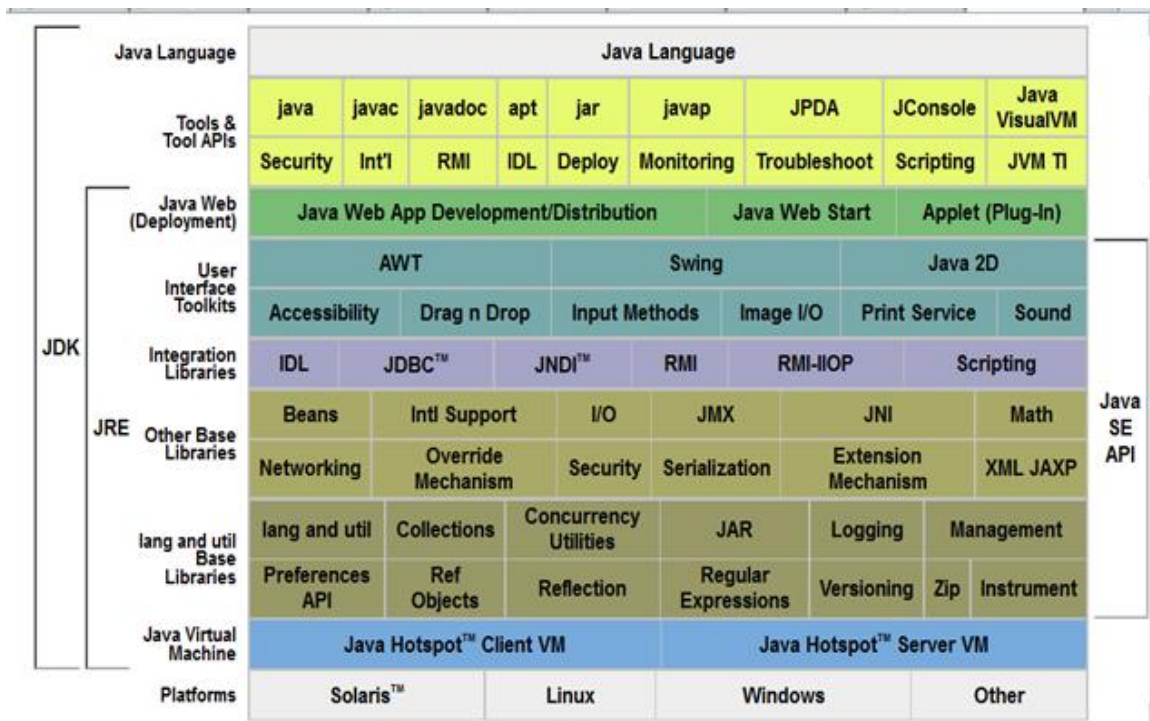 Java Language Java Language
java javac javadoc apt jar javap JPDA JConsole Java VisualVM
Tools & Tool APIs
Security Int'l RMI IDL Deploy Monitoring Troubleshoot Scripting JVM TI
Java Web (Deployment) Java Web App Development/Distribution Java Web Start Applet (Plug-In)
AWT Swing Java 2D
User Interface Toolkits
Accessibility Drag n Drop Input Methods Image I/O Print Service Sound
JDK
Integration Libraries IDL JDBC™ JNDI™ RMI RMI-IIOP Scripting
Beans Intl Support I/O JMX JNI Math
JRE Other Base Libraries Java SE API
Networking Override Mechanism Security Serialization Extension Mechanism XML JAXP
lang and util Collections Concurrency Utilities JAR Logging Management
lang and util Base Libraries
Preferences API Ref Objects Reflection Regular Expressions Versioning Zip Instrument
Java Virtual Machine Java Hotspot™ Client VM Java Hotspot™ Server VM
Platforms Solaris™ Linux Windows Other